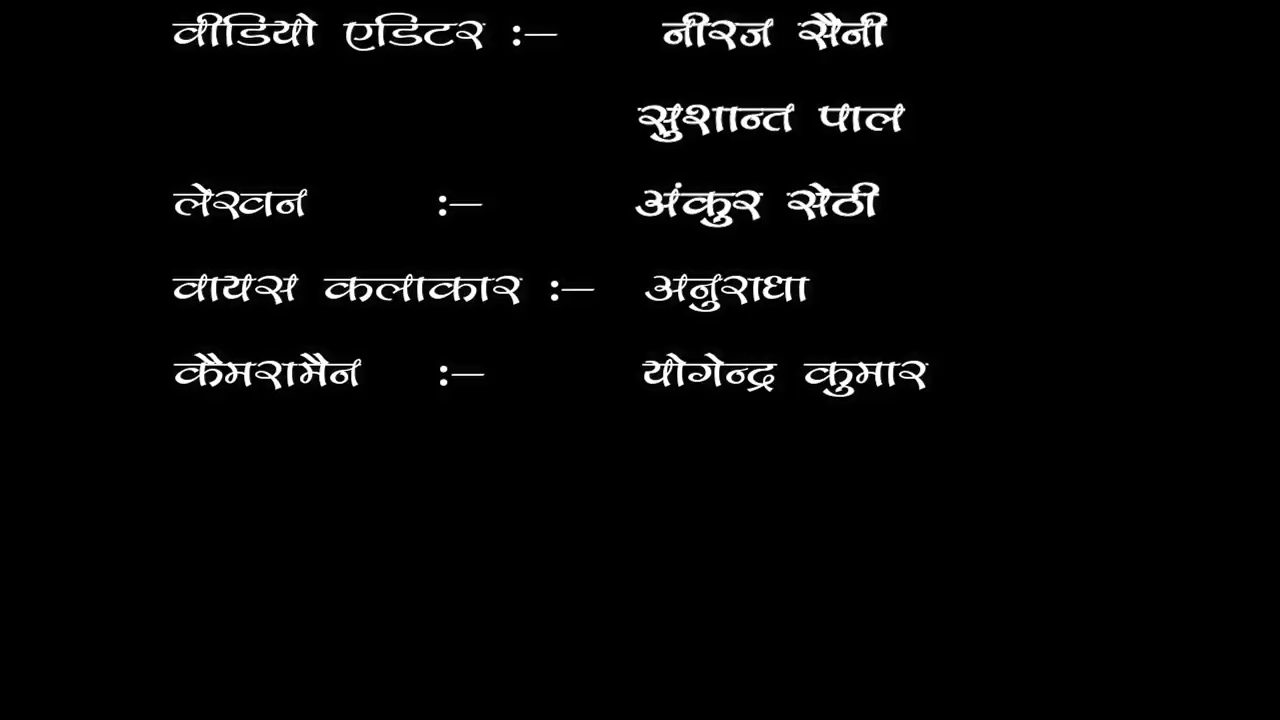 वीडियो एडिटर :– नीरज सैनी
सुशान्त पाल
लेखन :– अंकुर सेठी
वायस कलाकार :– अनुराधा
कैमरामैन :– योगेन्द्र कुमार